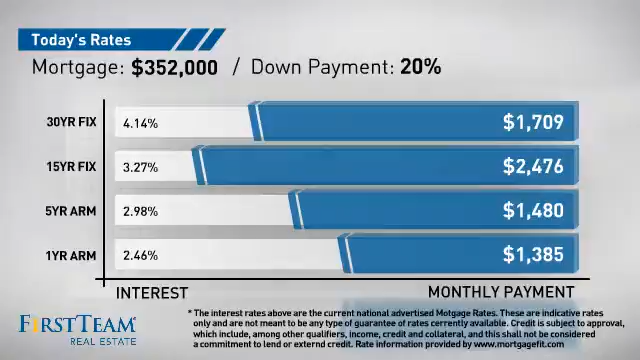 Today's Rates
Mortgage: $352,000 / Down Payment: 20%
30YR FIX 4.14% $1,709
15YR FIX 3.27% $2,476
5YR ARM 2.98% $1,480
1YR ARM 2.46% $1,385
INTEREST MONTHLY PAYMENT
* The interest rates above are the current national advertised Motgage Rates. These are indicative rates
only and are not meant to be any type of guarantee of rates cerrently available. Credit is subject to approval,
which include, among other qualifiers, income, credit and collateral, and this shall not be considered
a commitment to lend or externd credit. Rate information provided by www.mortgagefit.com
FIRSTTEAM®
REAL ESTATE